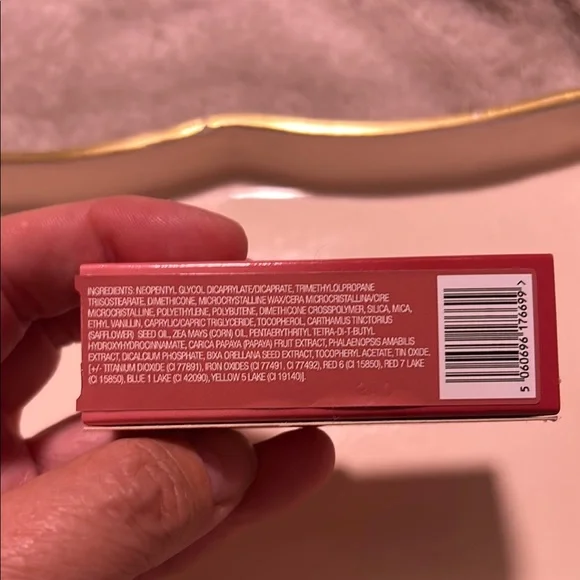 INGREDIENTS: NEOPENTYL GLYCOL DICAPRYLATE/DICAPRATE, TRIMETHYLOLPROPANE
TRIISOSTEARATE, DIMETHICONE, MICROCRYSTALLINE WAX/CERA MICROCRISTALLINA/CIRE
MICROCRISTALLINE, POLYETHYLENE, POLYBUTENE, DIMETHICONE CROSSPOLYMER, SILICA, MICA,
ETHYL VANILLIN, CAPRYLIC/CAPRIC TRIGLYCERIDE, TOCOPHEROL, CARTHAMUS TINCTORIUS
(SAFFLOWER) SEED OIL, ZEA MAYS (CORN) OIL, PENTAERYTHRITYL TETRA-DI-T-BUTYL
HYDROXYHYDROCINNAMATE, CARICA PAPAYA (PAPAYA) FRUIT EXTRACT, PHALAENOPSIS AMABILIS
EXTRACT, DICALCIUM PHOSPHATE, BIXA ORELLANA SEED EXTRACT, TOCOPHERYL ACETATE, TIN OXIDE,
[+/- TITANIUM DIOXIDE (CI 77891), IRON OXIDES (CI 77491, CI 77492), RED 6 (CI 15850), RED 7 LAKE
(CI 15850), BLUE 1 LAKE (CI 42090), YELLOW 5 LAKE (CI 19140)].
5 060696 176699 >